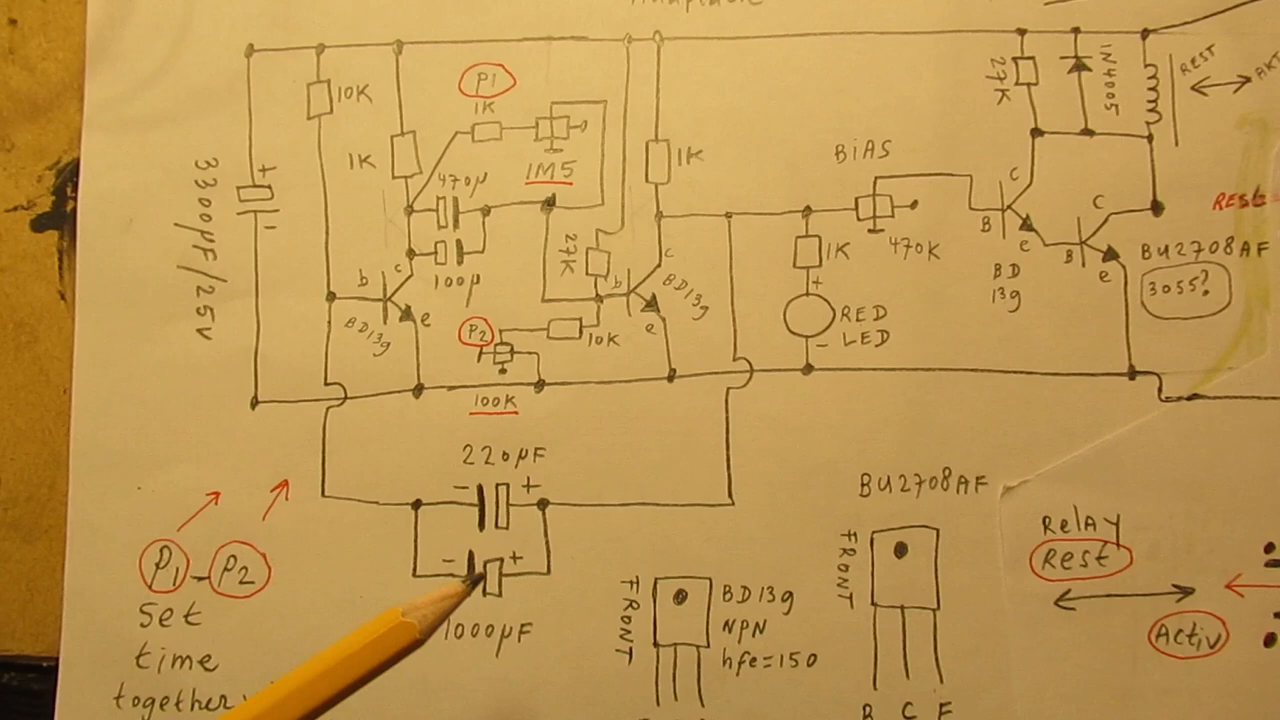 10K
1K
P1
1K
1M5
470µ
100µ
+
-
3300µF/25V
b
c
e
BD139
27K
P2
10K
100K
b
c
e
BD139
1K
BiAS
470K
1K
+
-
RED
LED
27K
1N4005
REST
B
c
e
BD
139
B
C
e
BU2708AF
3055?
220µF
-
+
-
+
1000µF
P1 - P2
Set
time
together
FRONT
BD139
NPN
hfe=150
BU2708AF
FRONT
B C E
RelAy
Rest
Activ